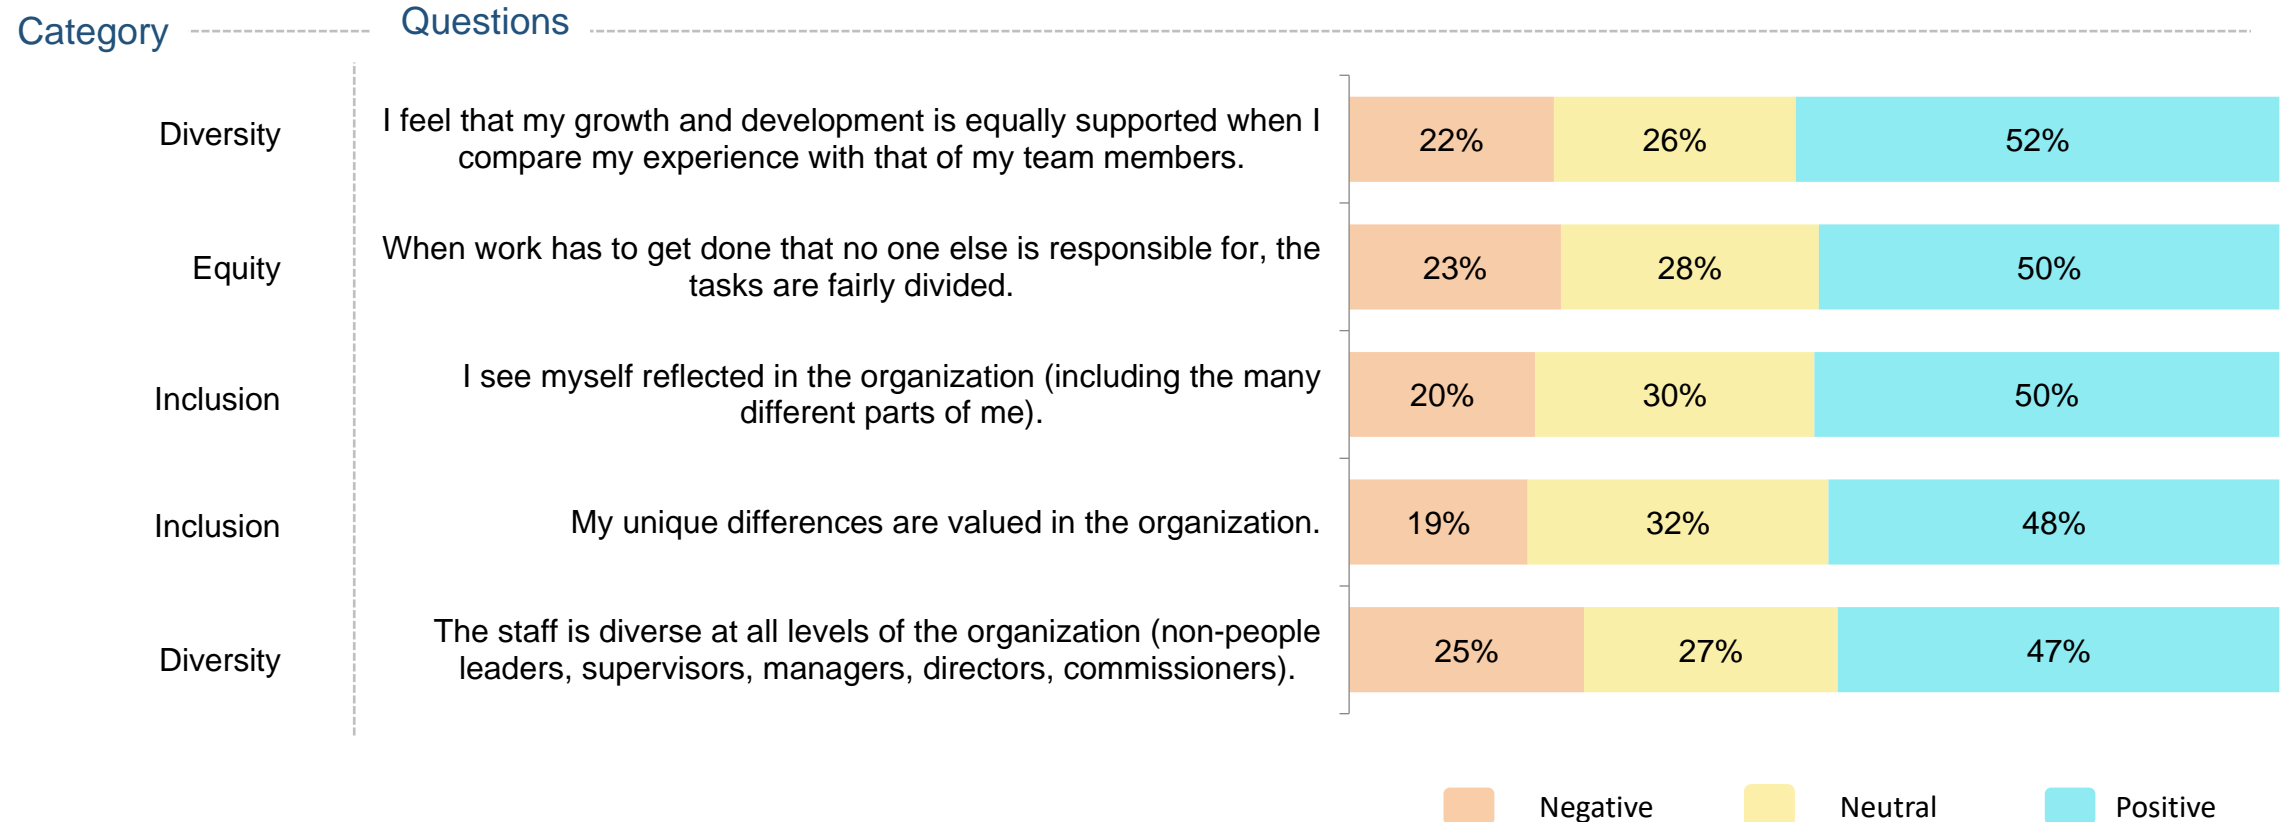 Category
Questions
Diversity
I feel that my growth and development is equally supported when I
compare my experience with that of my team members.
22%
26%
52%
Equity
When work has to get done that no one else is responsible for, the
tasks are fairly divided.
23%
28%
50%
Inclusion
I see myself reflected in the organization (including the many
different parts of me).
20%
30%
50%
Inclusion
My unique differences are valued in the organization.
19%
32%
48%
Diversity
The staff is diverse at all levels of the organization (non-people
leaders, supervisors, managers, directors, commissioners).
25%
27%
47%
Negative
Neutral
Positive